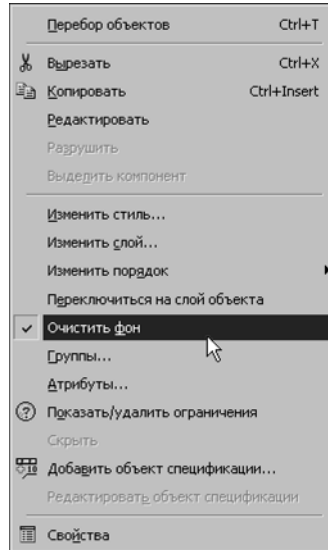 Перебор объектов Ctrl+T
Вырезать Ctrl+X
Копировать Ctrl+Insert
Редактировать
Разрушить
Выделить компонент
Изменить стиль...
Изменить слой...
Изменить порядок
Переключиться на слой объекта
Очистить фон
Группы...
Атрибуты...
Показать/удалить ограничения
Скрыть
Добавить объект спецификации...
Редактировать объект спецификации
Свойства